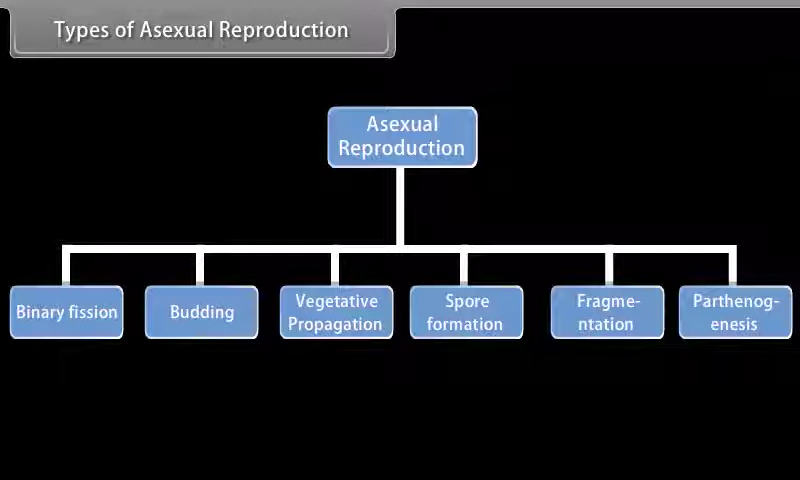 Types of Asexual Reproduction
Asexual
Reproduction
Binary fission
Budding
Vegetative
Propagation
Spore
formation
Fragme-
ntation
Parthenog-
enesis